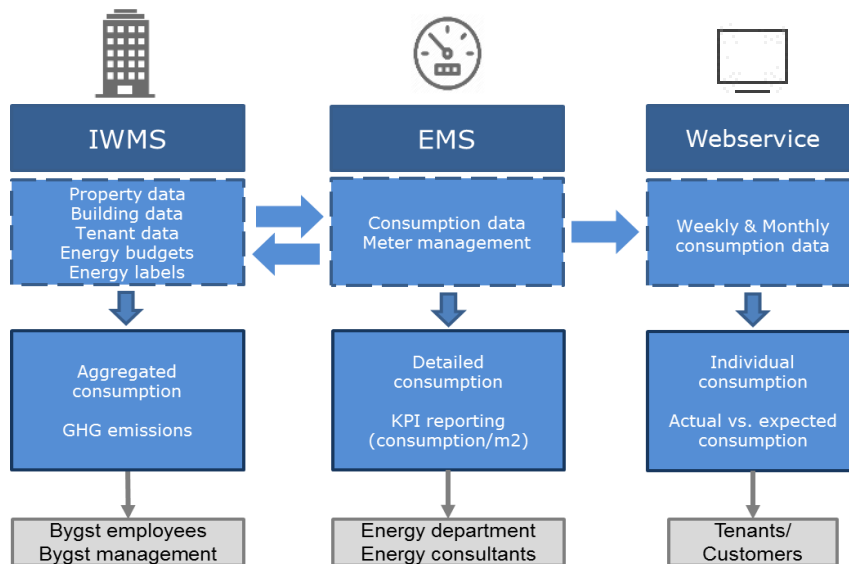 IWMS
EMS
Webservice
Property data
Building data
Tenant data
Energy budgets
Energy labels
Consumption data
Meter management
Weekly & Monthly
consumption data
Aggregated
consumption
GHG emissions
Detailed
consumption
KPI reporting
(consumption/m2)
Individual
consumption
Actual vs. expected
consumption
Bygst employees
Bygst management
Energy department
Energy consultants
Tenants/
Customers